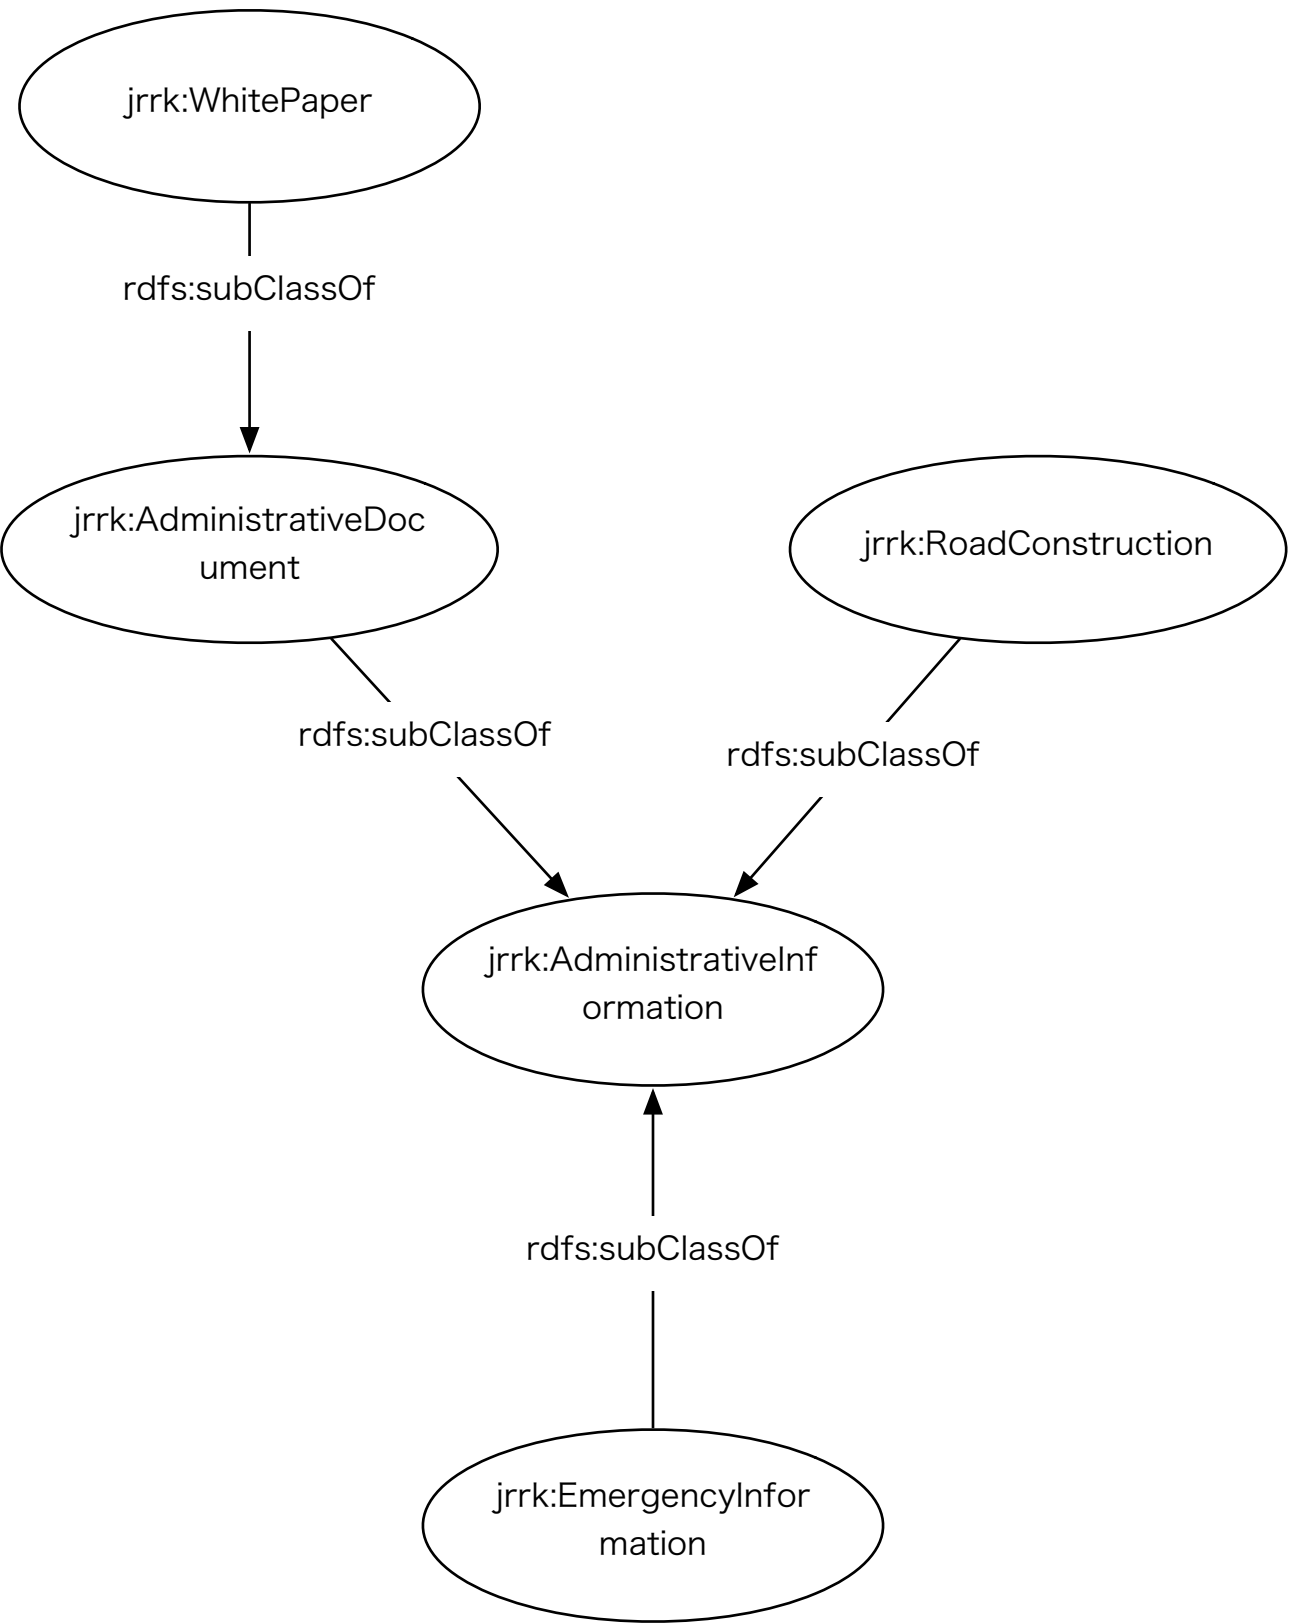 jrrk:WhitePaper
rdfs:subClassOf
jrrk:AdministrativeDoc
ument
jrrk:RoadConstruction
rdfs:subClassOf
rdfs:subClassOf
jrrk:AdministrativeInf
ormation
rdfs:subClassOf
jrrk:EmergencyInfor
mation